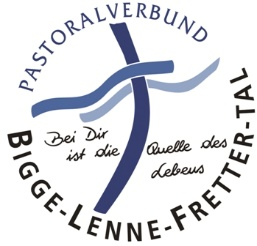 PASTORALVERBUND
Bei Dir
ist die Quelle des
Lebens
BIGGE-LENNE-FRETTER-TAL